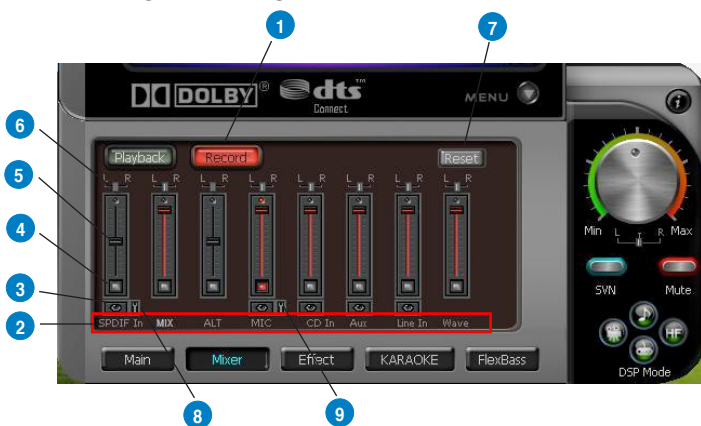 1
7
DOLBY®
dts™
Connect
MENU
i
6
Playback
Record
Reset
L R L R L R L R L R L R L R L R
5
4
Min L T R Max
SVN Mute
3
2
SPDIF In MIX ALT MIC CD In Aux Line In Wave
HF
Main Mixer Effect KARAOKE FlexBass
DSP Mode
8
9